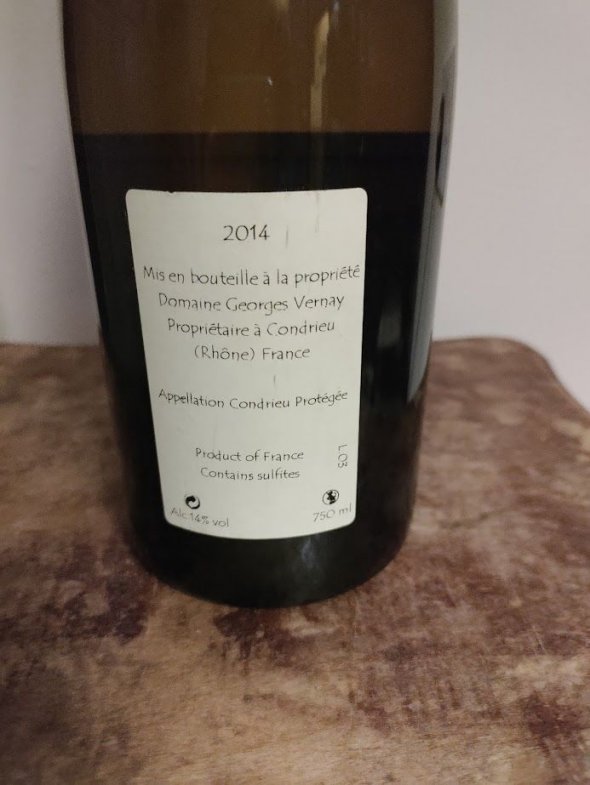 2014
Mis en bouteille à la propriété
Domaine Georges Vernay
Propriétaire à Condrieu
(Rhône) France
Appellation Condrieu Protégée
Product of France
Contains sulfites
L.C3
Alc 14% vol
750 ml